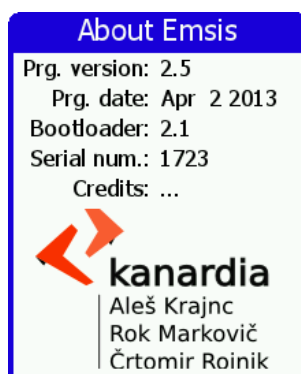 About Emsis
Prg. version: 2.5
Prg. date: Apr 2 2013
Bootloader: 2.1
Serial num.: 1723
Credits: ...
kanardia
Aleš Krajnc
Rok Markovič
Črtomir Rojnik